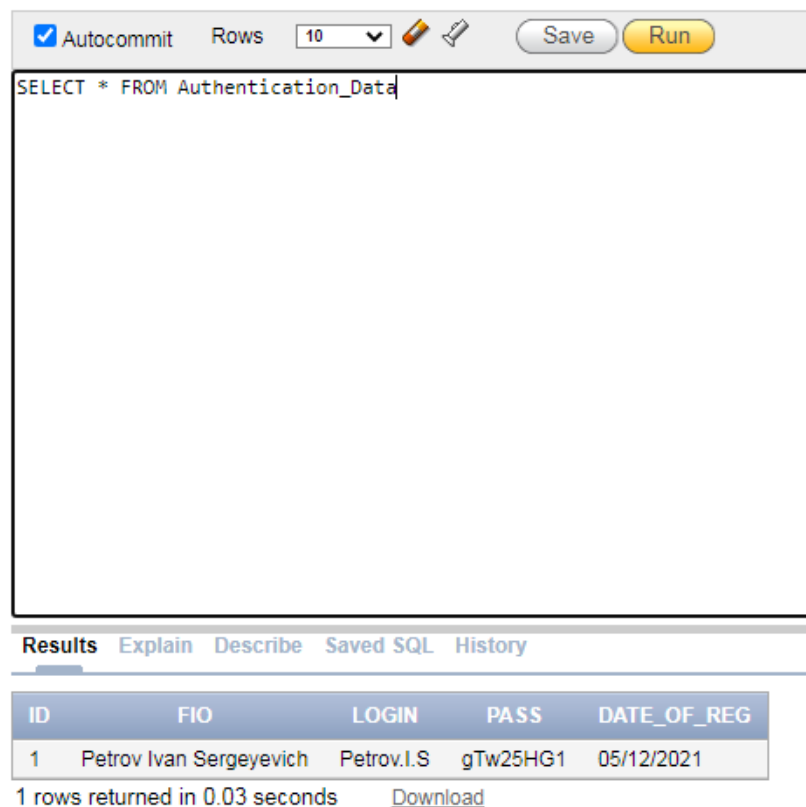 Autocommit Rows 10 Save Run
SELECT * FROM Authentication_Data
Results Explain Describe Saved SQL History
ID FIO LOGIN PASS DATE_OF_REG
1 Petrov Ivan Sergeyevich Petrov.I.S gTw25HG1 05/12/2021
1 rows returned in 0.03 seconds Download